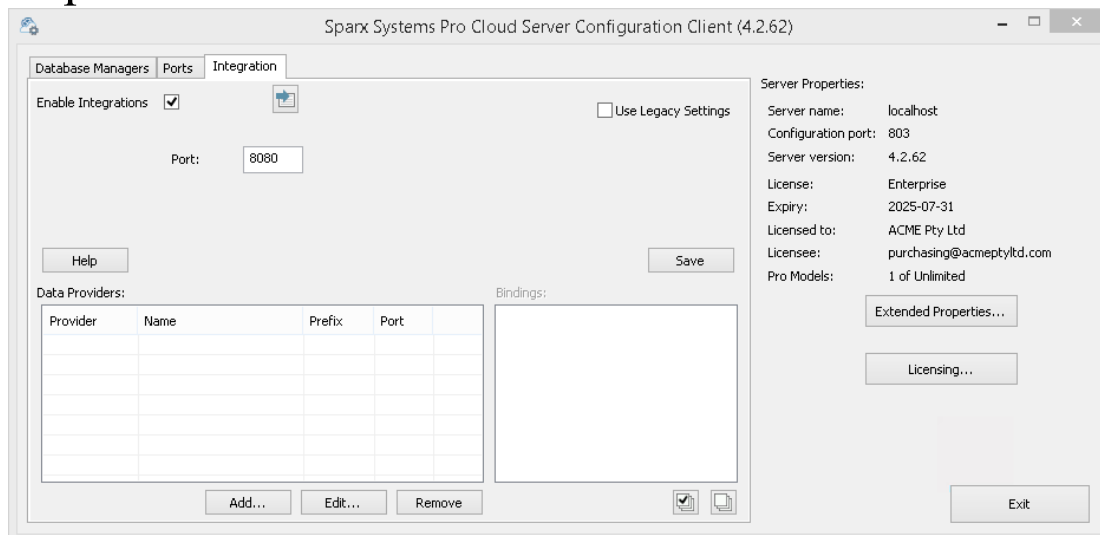 Sparx Systems Pro Cloud Server Configuration Client (4.2.62)
Database Managers Ports Integration
Enable Integrations
Use Legacy Settings
Port: 8080
Help Save
Data Providers: Bindings:
Provider Name Prefix Port
Add... Edit... Remove
Server Properties:
Server name: localhost
Configuration port: 803
Server version: 4.2.62
License: Enterprise
Expiry: 2025-07-31
Licensed to: ACME Pty Ltd
Licensee: purchasing@acmeptyltd.com
Pro Models: 1 of Unlimited
Extended Properties...
Licensing...
Exit